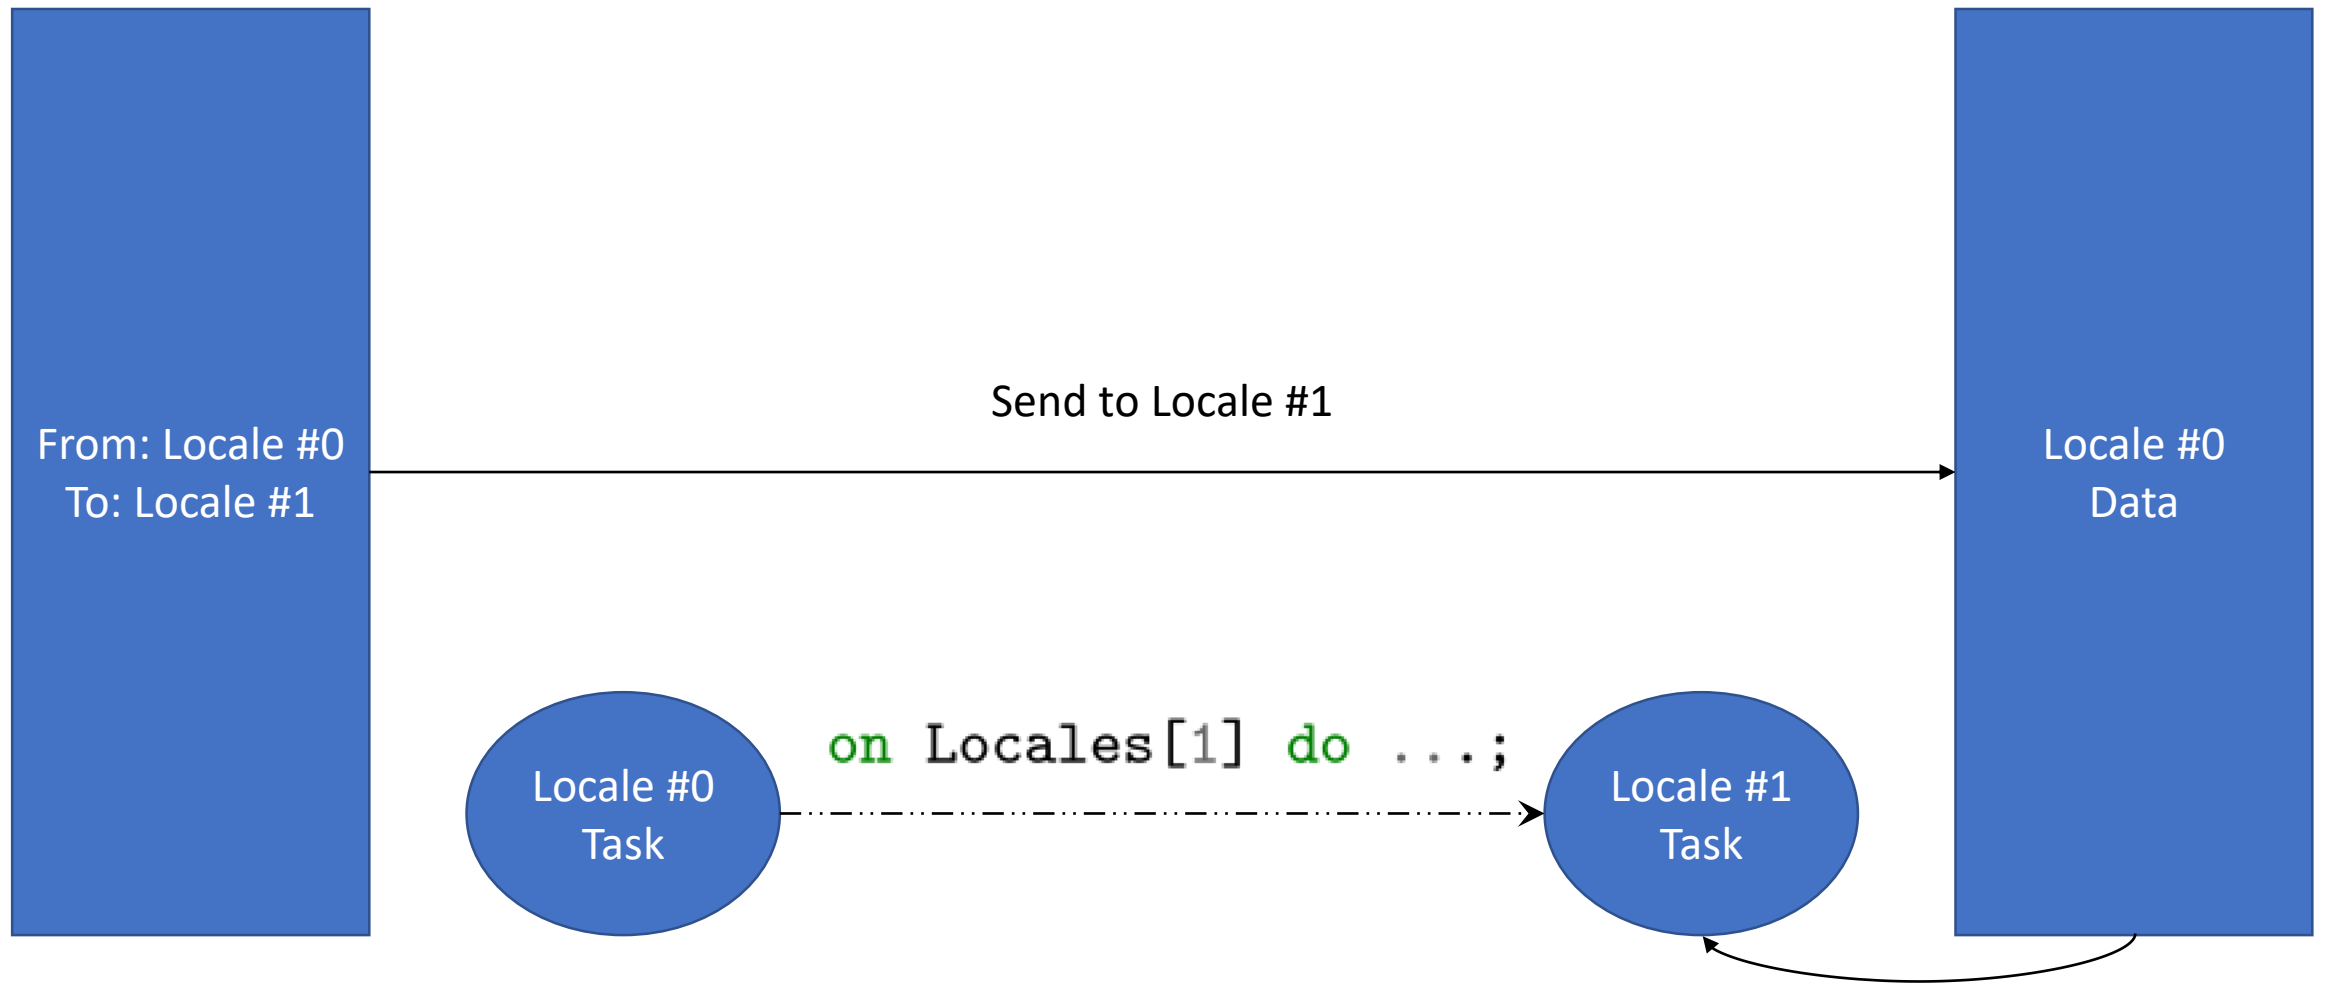 Send to Locale #1
From: Locale #0
To: Locale #1
Locale #0
Data
on Locales[1] do ...;
Locale #0
Task
Locale #1
Task